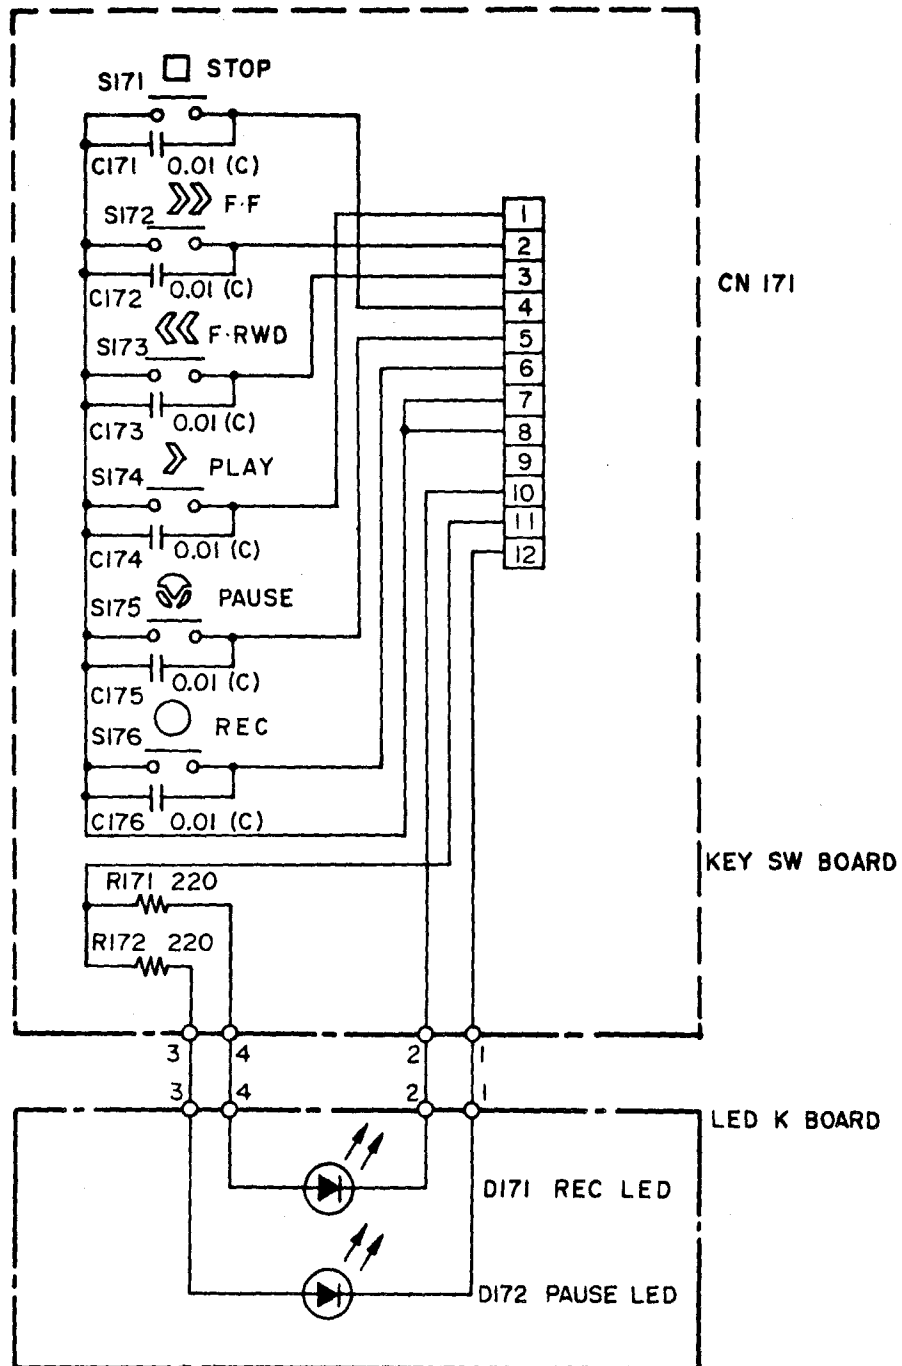 S171 STOP
C171 0.01 (C)
S172 F·F
C172 0.01 (C)
S173 F·RWD
C173 0.01 (C)
S174 PLAY
C174 0.01 (C)
S175 PAUSE
C175 0.01 (C)
S176 REC
C176 0.01 (C)
1
2
3
4
5
6
7
8
9
10
11
12
CN 171
KEY SW BOARD
R171 220
R172 220
3 4 2 1
3 4 2 1
LED K BOARD
D171 REC LED
D172 PAUSE LED